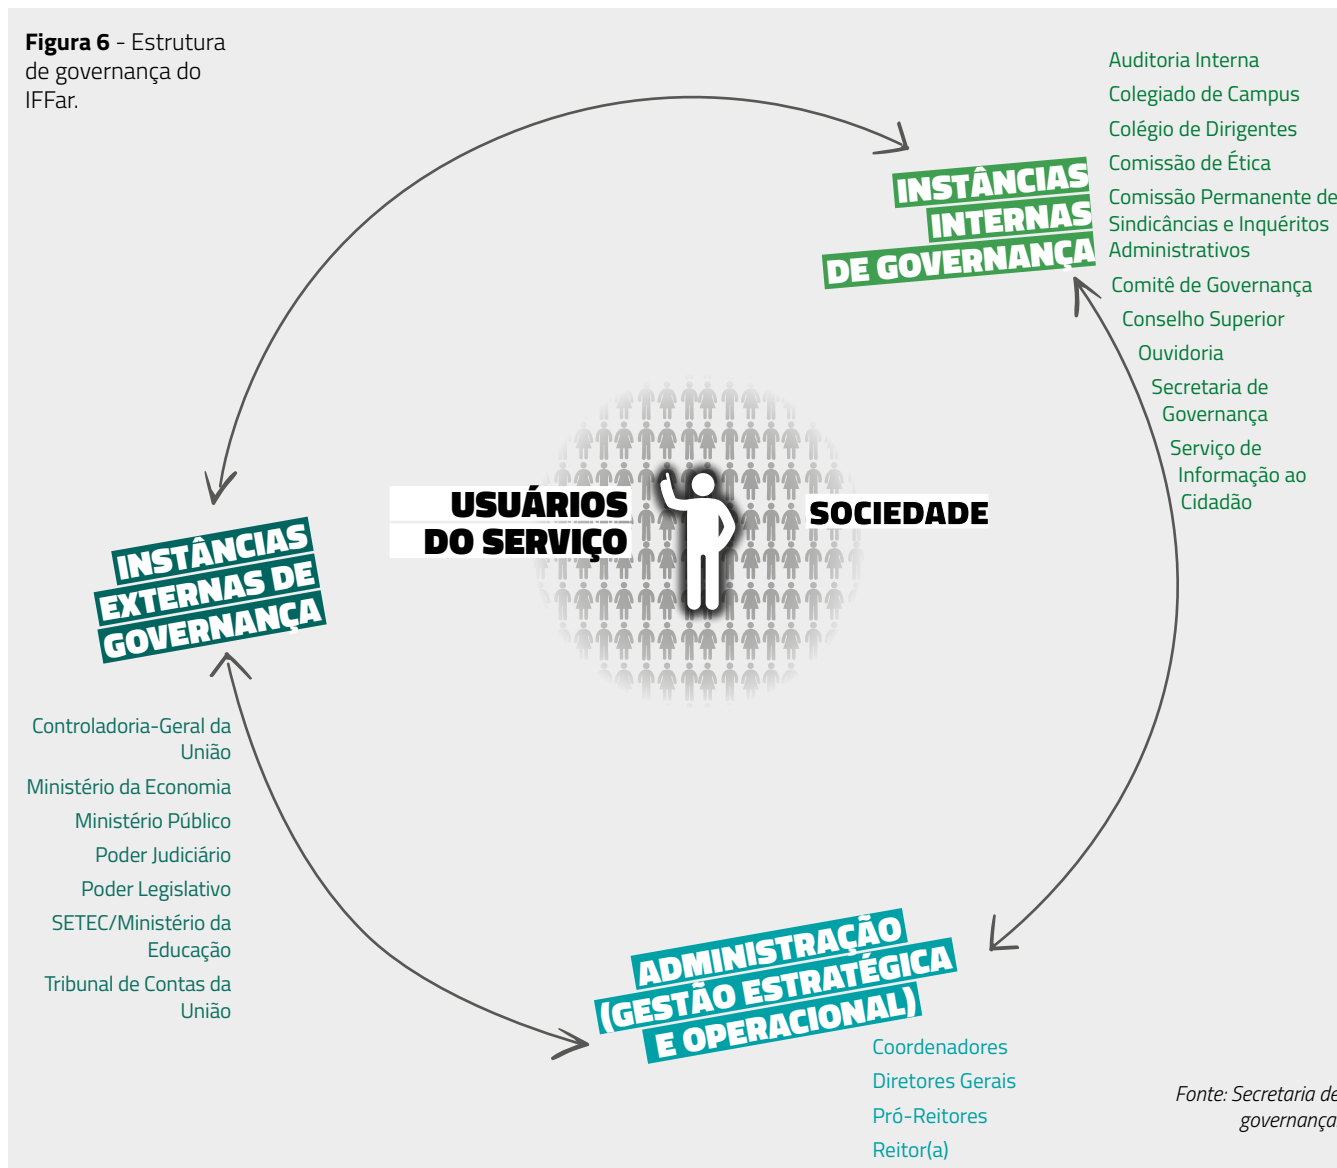 Figura 6 - Estrutura
de governança do
IFFar.
INSTÂNCIAS
INTERNAS
DE GOVERNANÇA
Auditoria Interna
Colegiado de Campus
Colégio de Dirigentes
Comissão de Ética
Comissão Permanente de
Sindicâncias e Inquéritos
Administrativos
Comitê de Governança
Conselho Superior
Ouvidoria
Secretaria de
Governança
Serviço de
Informação ao
Cidadão
USUÁRIOS
DO SERVIÇO
SOCIEDADE
INSTÂNCIAS
EXTERNAS DE
GOVERNANÇA
Controladoria-Geral da
União
Ministério da Economia
Ministério Público
Poder Judiciário
Poder Legislativo
SETEC/Ministério da
Educação
Tribunal de Contas da
União
ADMINISTRAÇÃO
(GESTÃO ESTRATÉGICA
E OPERACIONAL)
Coordenadores
Diretores Gerais
Pró-Reitores
Reitor(a)
Fonte: Secretaria de
governança.